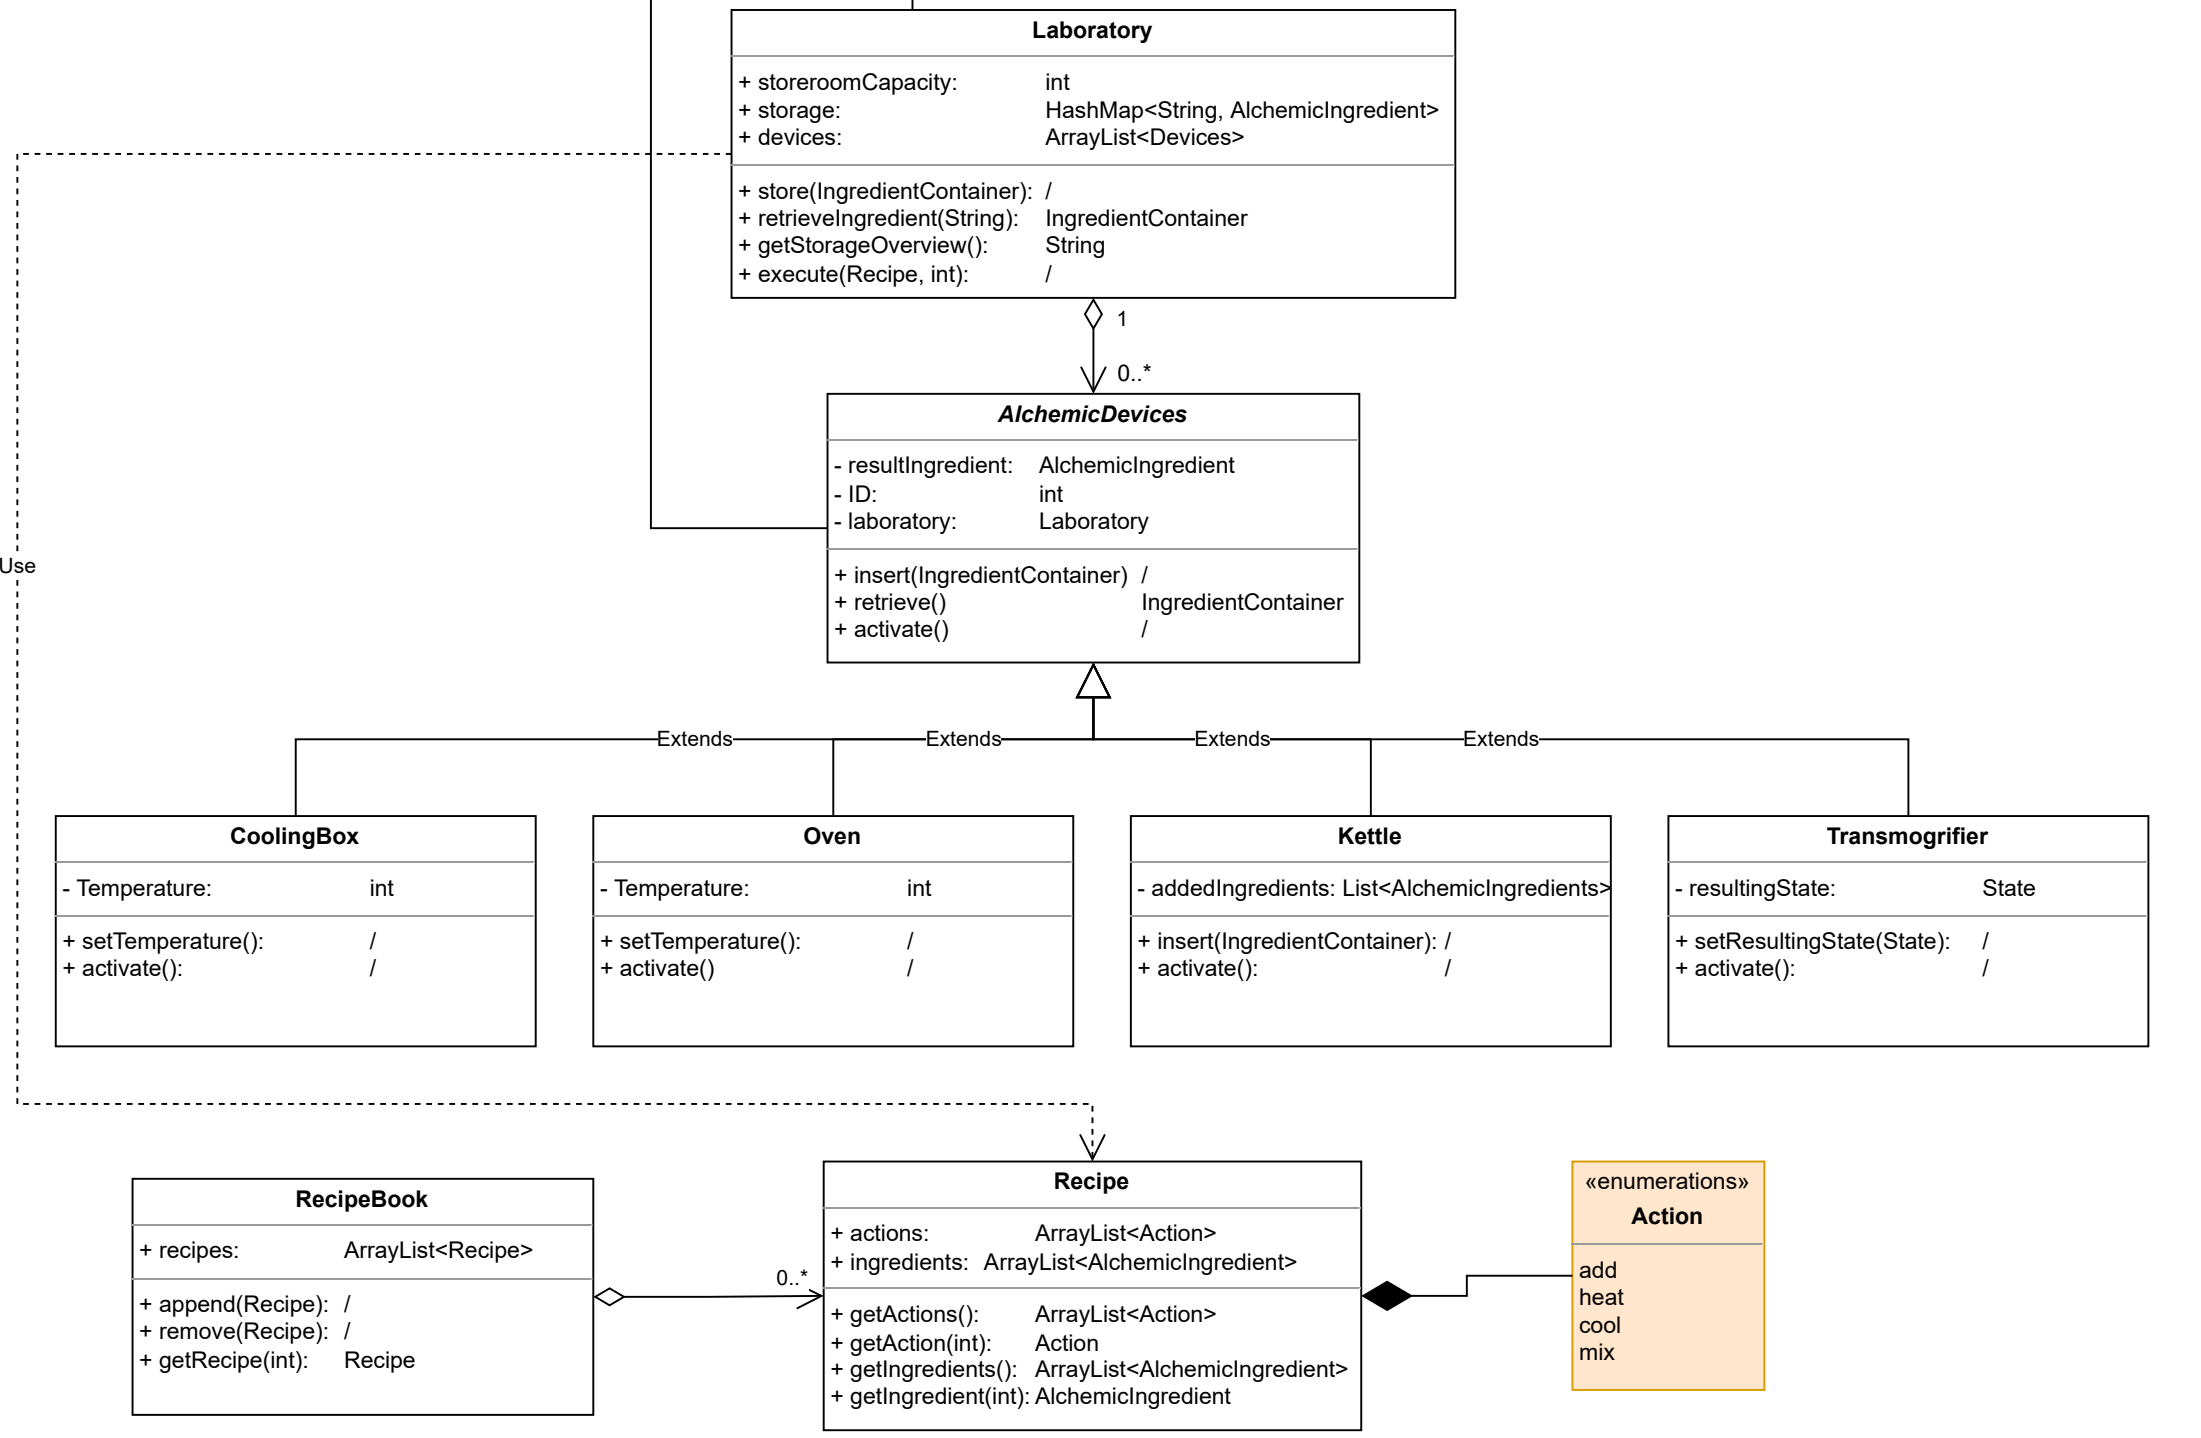 Laboratory
+ storeroomCapacity: int
+ storage: HashMap<String, AlchemicIngredient>
+ devices: ArrayList<Devices>
+ store(IngredientContainer): /
+ retrieveIngredient(String): IngredientContainer
+ getStorageOverview(): String
+ execute(Recipe, int): /
1
0..*
AlchemicDevices
- resultIngredient: AlchemicIngredient
- ID: int
- laboratory: Laboratory
+ insert(IngredientContainer) /
+ retrieve() IngredientContainer
+ activate() /
Use
Extends
Extends
Extends
Extends
CoolingBox
- Temperature: int
+ setTemperature(): /
+ activate(): /
Oven
- Temperature: int
+ setTemperature(): /
+ activate() /
Kettle
- addedIngredients: List<AlchemicIngredients>
+ insert(IngredientContainer): /
+ activate(): /
Transmogrifier
- resultingState: State
+ setResultingState(State): /
+ activate(): /
RecipeBook
+ recipes: ArrayList<Recipe>
+ append(Recipe): /
+ remove(Recipe): /
+ getRecipe(int): Recipe
0..*
Recipe
+ actions: ArrayList<Action>
+ ingredients: ArrayList<AlchemicIngredient>
+ getActions(): ArrayList<Action>
+ getAction(int): Action
+ getIngredients(): ArrayList<AlchemicIngredient>
+ getIngredient(int): AlchemicIngredient
«enumerations»
Action
add
heat
cool
mix